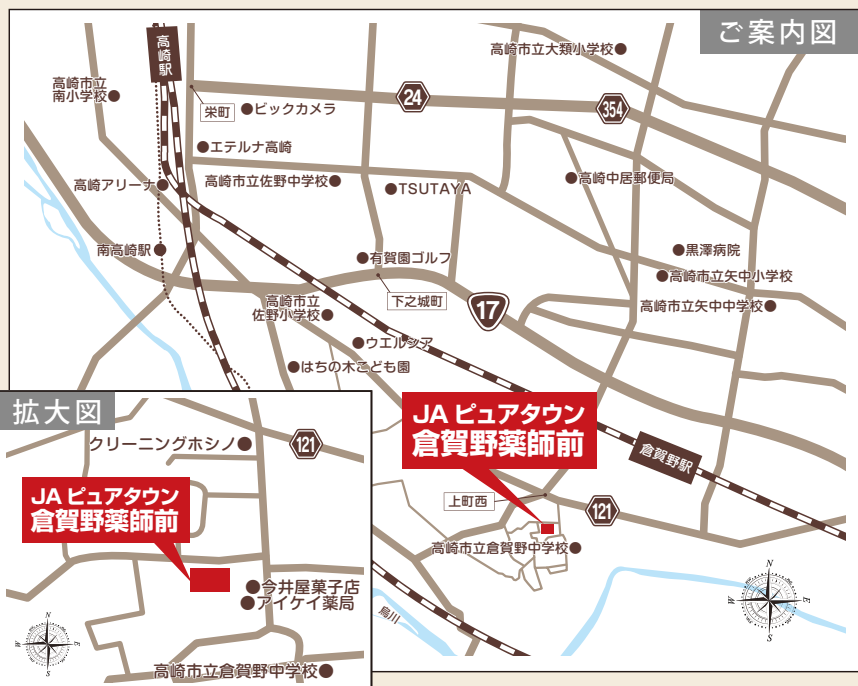 ご案内図
高崎駅
高崎市立大類小学校
高崎市立
南小学校
栄町
ビックカメラ
24
354
エテルナ高崎
高崎アリーナ
高崎市立佐野中学校
TSUTAYA
高崎中居郵便局
南高崎駅
有賀園ゴルフ
黒澤病院
高崎市立矢中小学校
下之城町
17
高崎市立矢中中学校
高崎市立
佐野小学校
ウエルシア
はちの木こども園
JA ピュアタウン
倉賀野薬師前
倉賀野駅
上町西
121
高崎市立倉賀野中学校
烏川
N
W
E
S
拡大図
クリーニングホシノ
121
JA ピュアタウン
倉賀野薬師前
今井屋菓子店
アイケイ薬局
高崎市立倉賀野中学校
N
W
E
S